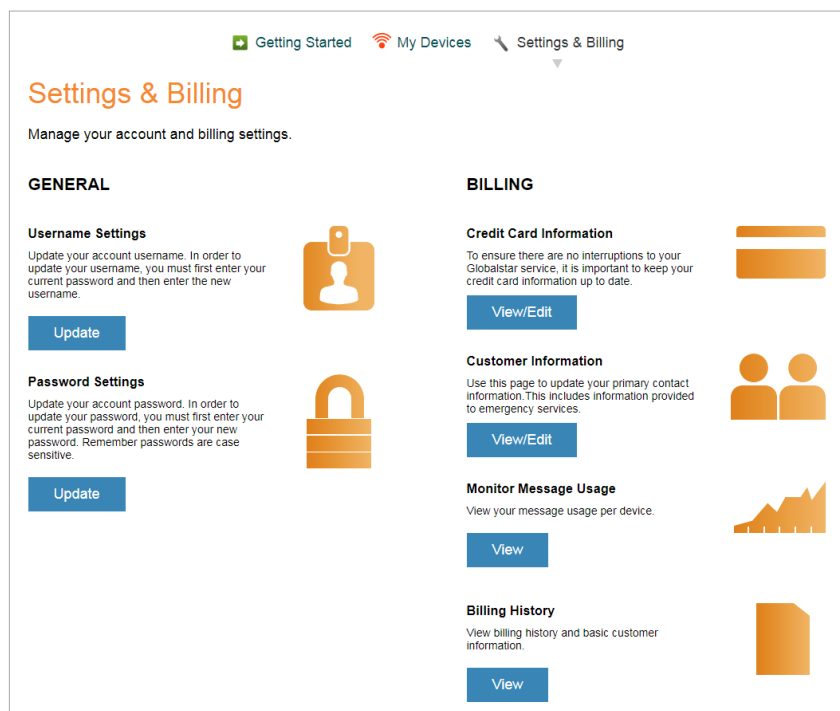 Getting Started
My Devices
Settings & Billing
Settings & Billing
Manage your account and billing settings.
GENERAL
Username Settings
Update your account username. In order to
update your username, you must first enter your
current password and then enter the new
username.
Update
Password Settings
Update your account password. In order to
update your password, you must first enter your
current password and then enter your new
password. Remember passwords are case
sensitive.
Update
BILLING
Credit Card Information
To ensure there are no interruptions to your
Globalstar service, it is important to keep your
credit card information up to date.
View/Edit
Customer Information
Use this page to update your primary contact
information.This includes information provided
to emergency services.
View/Edit
Monitor Message Usage
View your message usage per device.
View
Billing History
View billing history and basic customer
information.
View